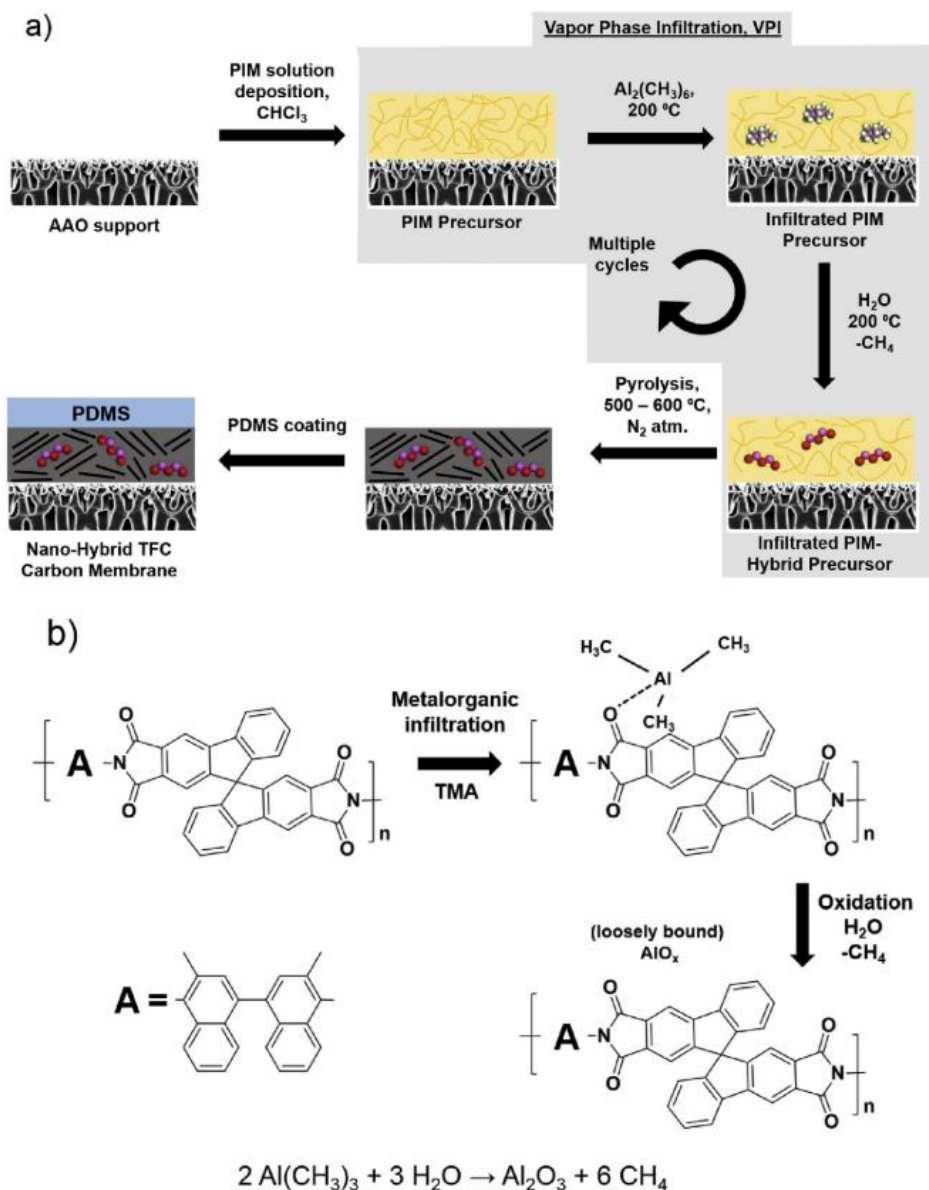 a)
Vapor Phase Infiltration, VPI
PIM solution
deposition,
CHCl₃
Al₂(CH₃)₆,
200 ºC
AAO support
PIM Precursor
Infiltrated PIM
Precursor
Multiple
cycles
H₂O
200 ºC
-CH₄
Pyrolysis,
500 – 600 ºC,
N₂ atm.
PDMS coating
PDMS
Nano-Hybrid TFC
Carbon Membrane
Infiltrated PIM-
Hybrid Precursor
b)
H₃C
CH₃
Al
CH₃
Metalorganic
infiltration
TMA
O
O
A
N
N
O
O
n
O
O
A
N
N
O
O
n
Oxidation
H₂O
-CH₄
(loosely bound)
AlOₓ
A =
O
O
A
N
N
O
O
n
2 Al(CH₃)₃ + 3 H₂O → Al₂O₃ + 6 CH₄